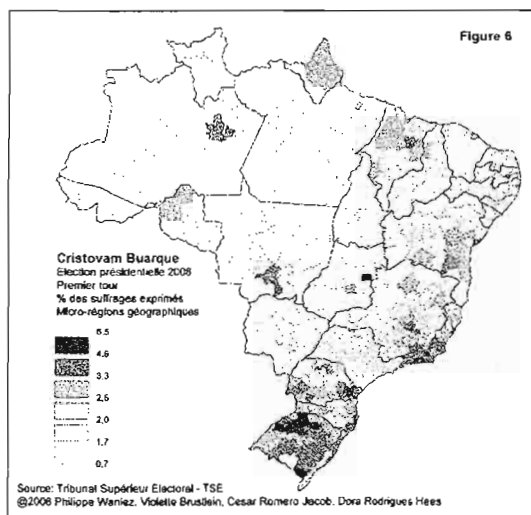 Figure 6
Cristovam Buarque
Election présidentielle 2006
Premier tour
% des suffrages exprimés
Micro-régions géographiques
6,5
4,6
3,3
2,6
2,0
1,7
0,7
Source: Tribunal Supérieur Electoral - TSE
@2006 Philippe Waniez, Violette Brustlein, Cesar Romero Jacob, Dora Rodrigues Hees